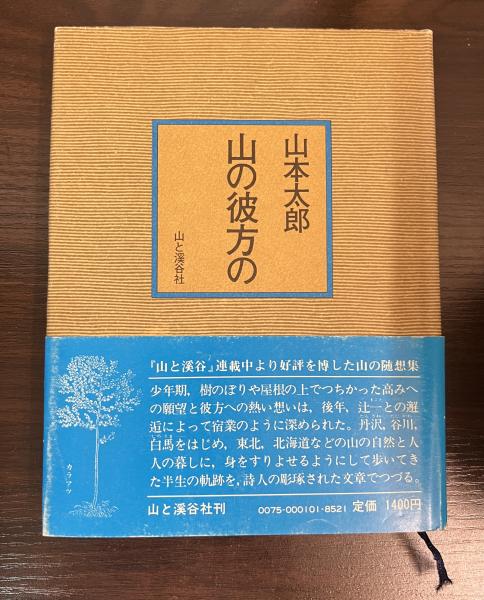 山本太郎
山の彼方の
山と溪谷社
『山と溪谷』連載中より好評を博した山の随想集
少年期，樹のぼりや屋根の上でつちかった高みへ
の願望と彼方への熱い想いは，後年，辻一との邂
逅によって宿業のように深められた。丹沢，谷川，
白馬をはじめ，東北，北海道などの山の自然と人
人の暮しに，身をすりよせるようにして歩いてき
た半生の軌跡を，詩人の彫琢された文章でつづる。
カラマツ
山と溪谷社刊 0075-000101-8521 定価 1400円